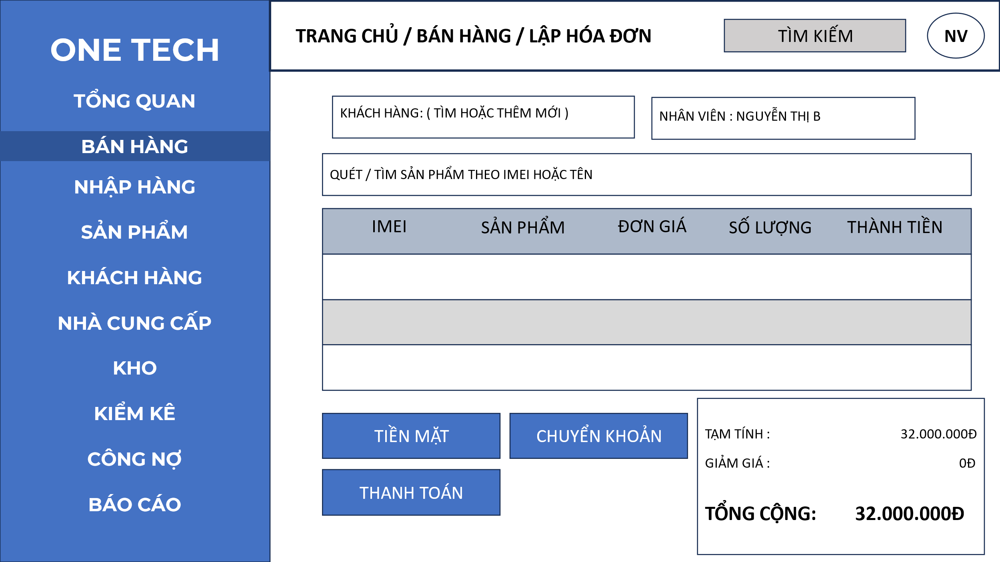 ONE TECH
TỔNG QUAN
BÁN HÀNG
NHẬP HÀNG
SẢN PHẨM
KHÁCH HÀNG
NHÀ CUNG CẤP
KHO
KIỂM KÊ
CÔNG NỢ
BÁO CÁO
TRANG CHỦ / BÁN HÀNG / LẬP HÓA ĐƠN
TÌM KIẾM
NV
KHÁCH HÀNG: ( TÌM HOẶC THÊM MỚI )
NHÂN VIÊN : NGUYỄN THỊ B
QUÉT / TÌM SẢN PHẨM THEO IMEI HOẶC TÊN
IMEI SẢN PHẨM ĐƠN GIÁ SỐ LƯỢNG THÀNH TIỀN
TIỀN MẶT
CHUYỂN KHOẢN
THANH TOÁN
TẠM TÍNH : 32.000.000Đ
GIẢM GIÁ : 0Đ
TỔNG CỘNG: 32.000.000Đ